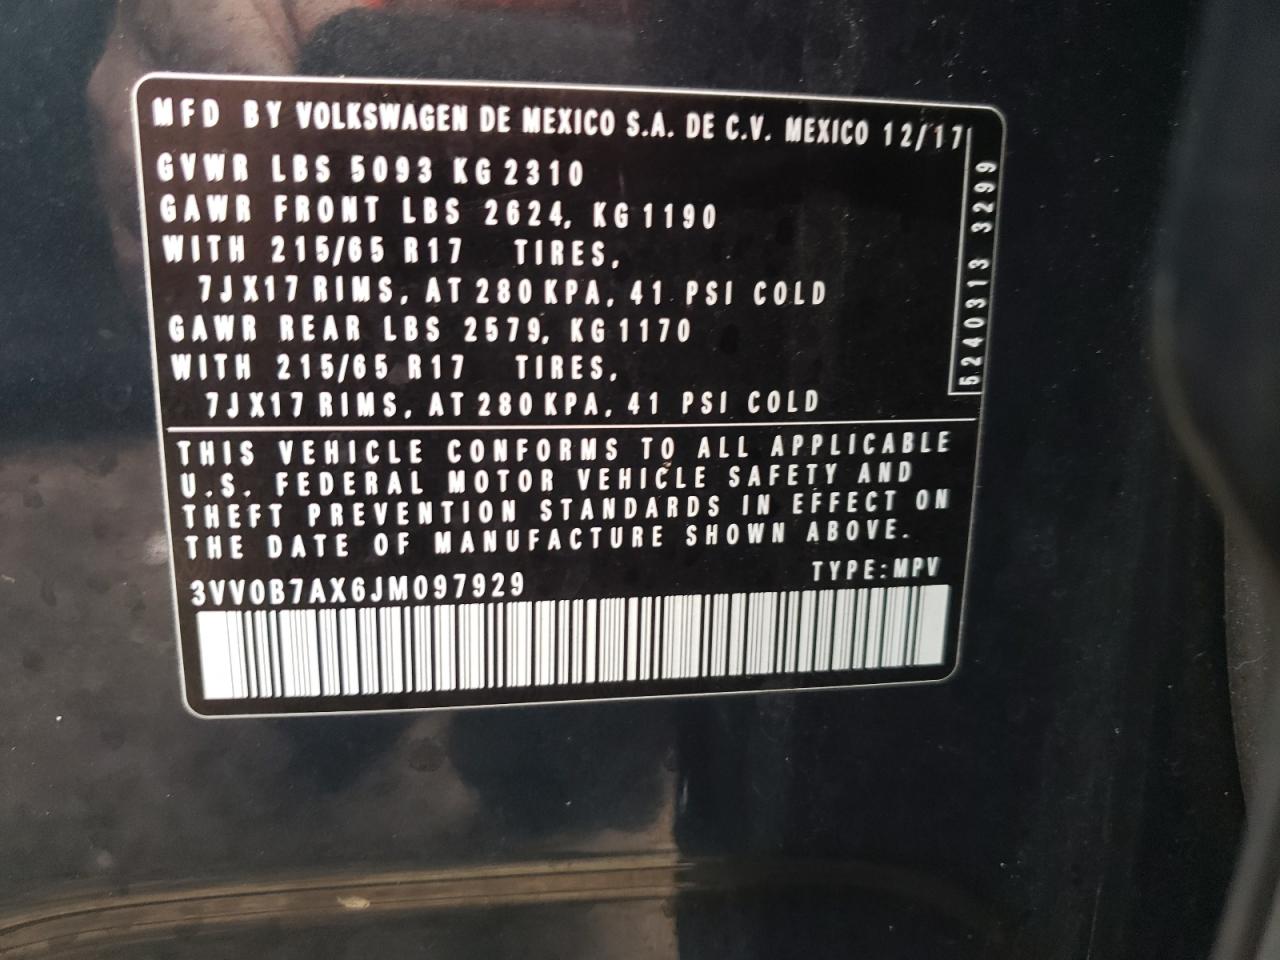 MFD BY VOLKSWAGEN DE MEXICO S.A. DE C.V. MEXICO 12/17
GVWR LBS 5093 KG 2310
GAWR FRONT LBS 2624, KG 1190
WITH 215/65 R17 TIRES,
7JX17 RIMS, AT 280 KPA, 41 PSI COLD
GAWR REAR LBS 2579, KG 1170
WITH 215/65 R17 TIRES,
7JX17 RIMS, AT 280 KPA, 41 PSI COLD
5240313 3299
THIS VEHICLE CONFORMS TO ALL APPLICABLE
U.S. FEDERAL MOTOR VEHICLE SAFETY AND
THEFT PREVENTION STANDARDS IN EFFECT ON
THE DATE OF MANUFACTURE SHOWN ABOVE.
3VV0B7AX6JM097929 TYPE:MPV